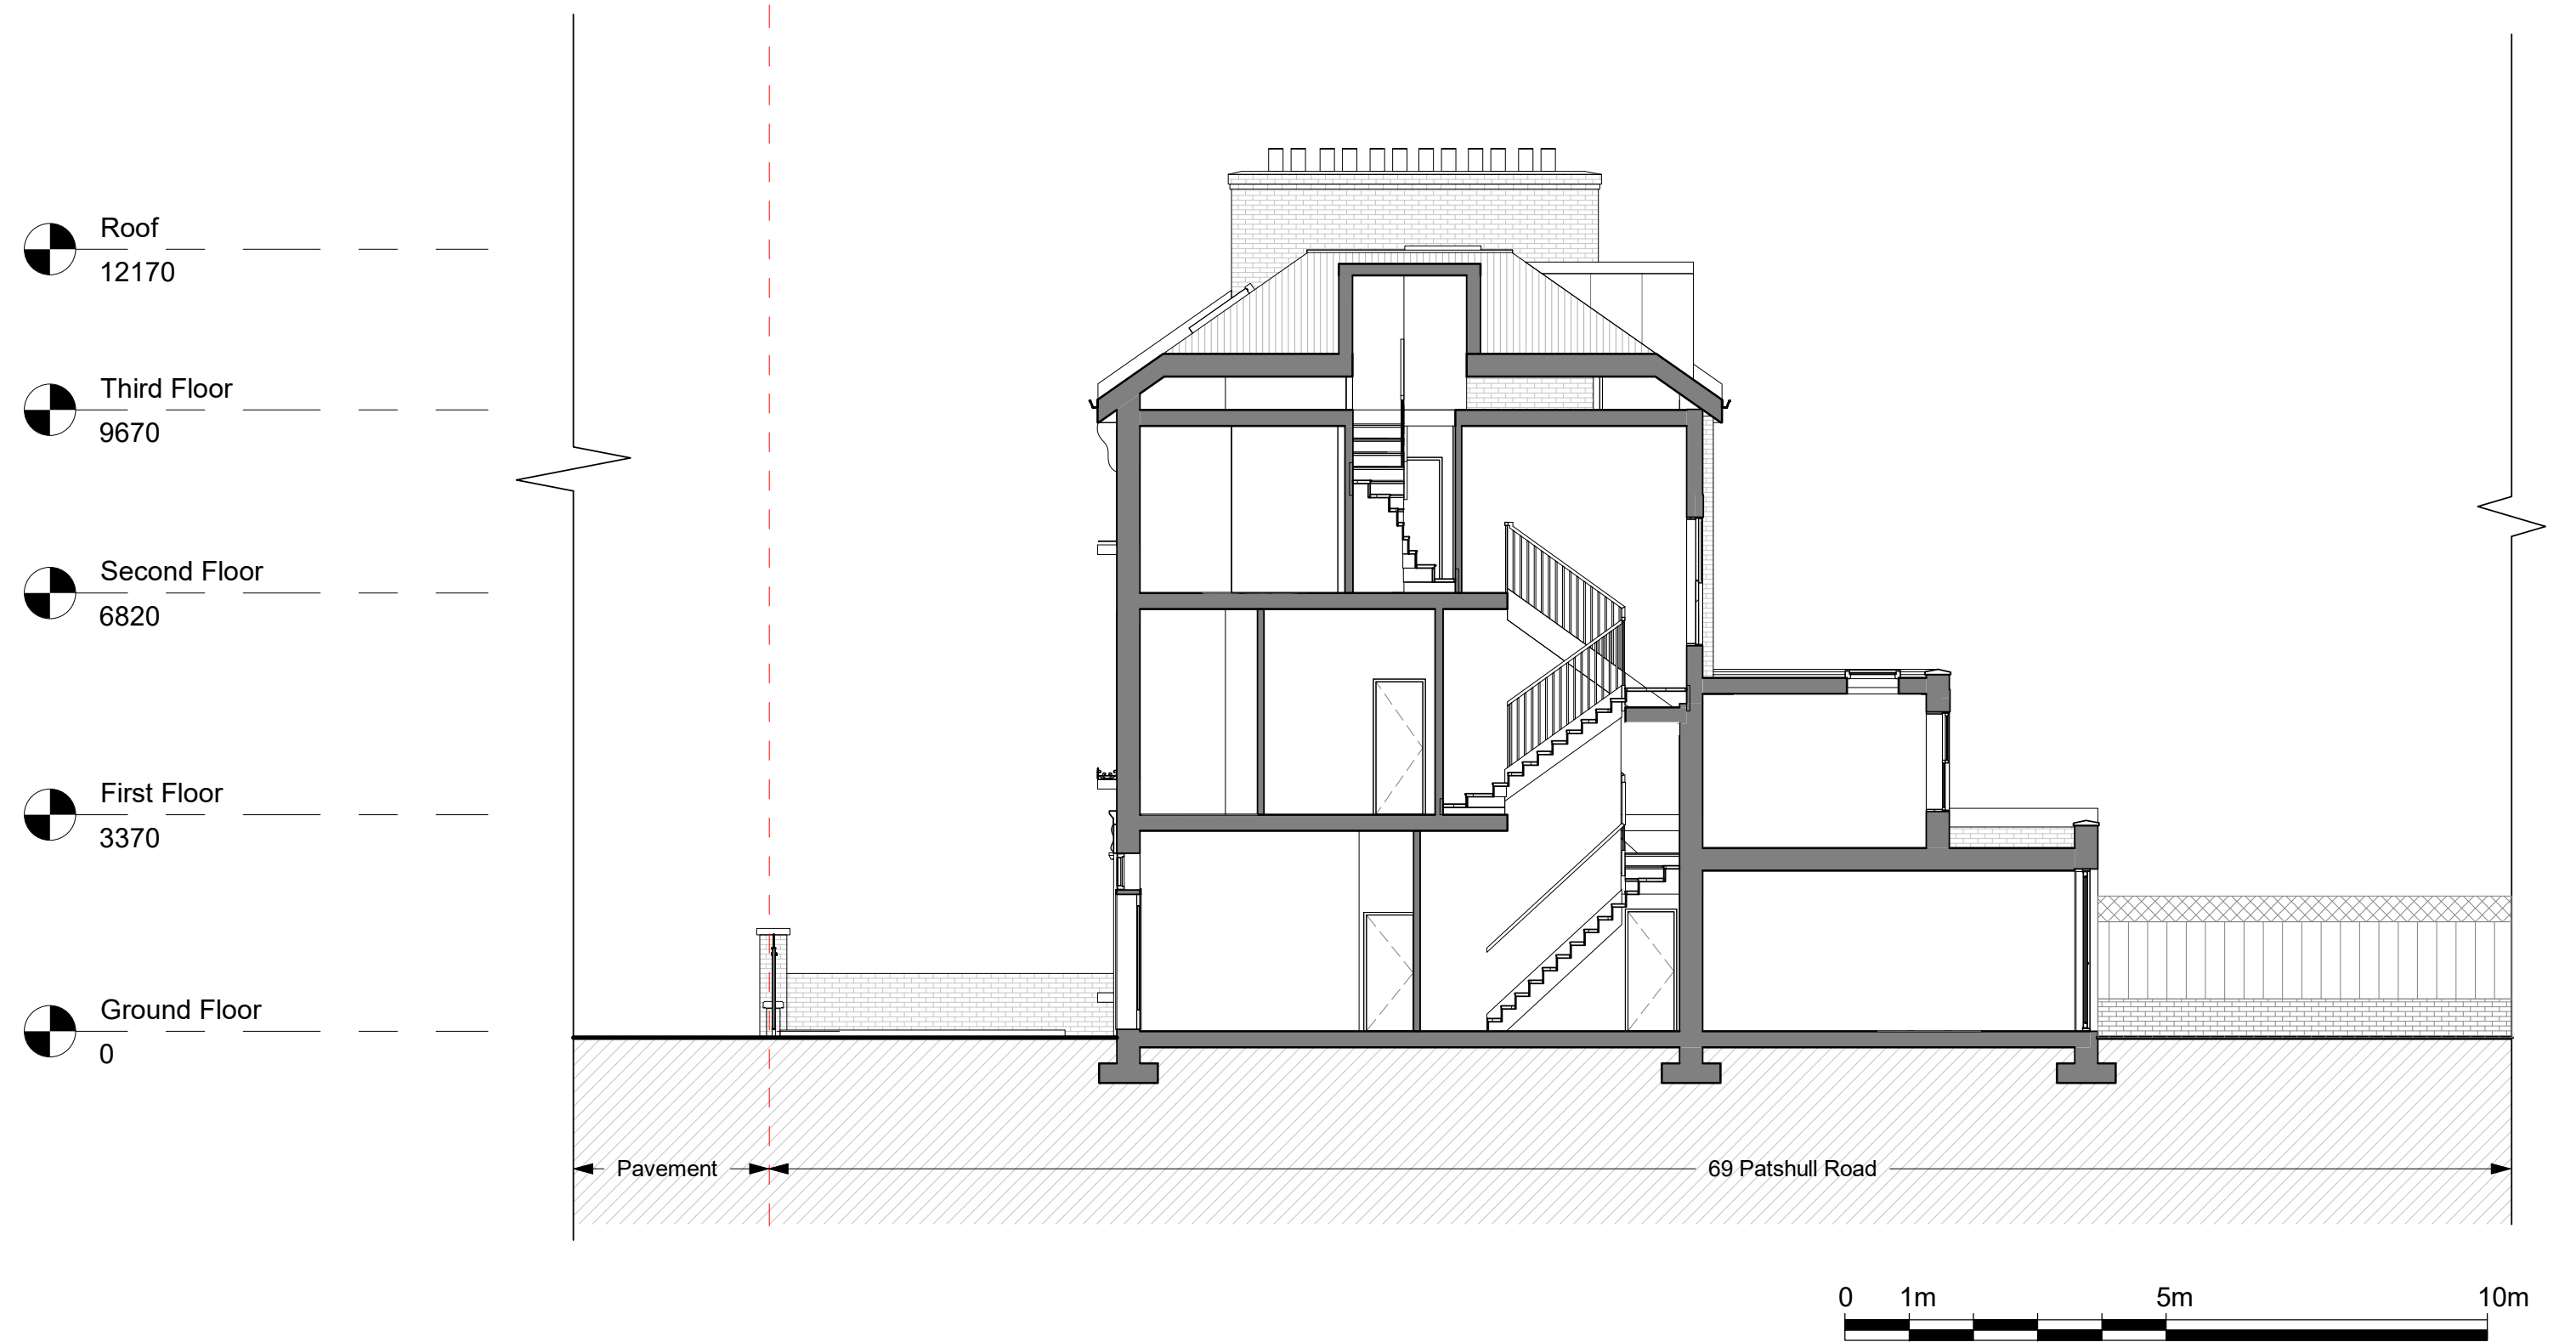 Roof
12170
Third Floor
9670
Second Floor
6820
First Floor
3370
Ground Floor
0
Pavement
69 Patshull Road
0 1m 5m 10m